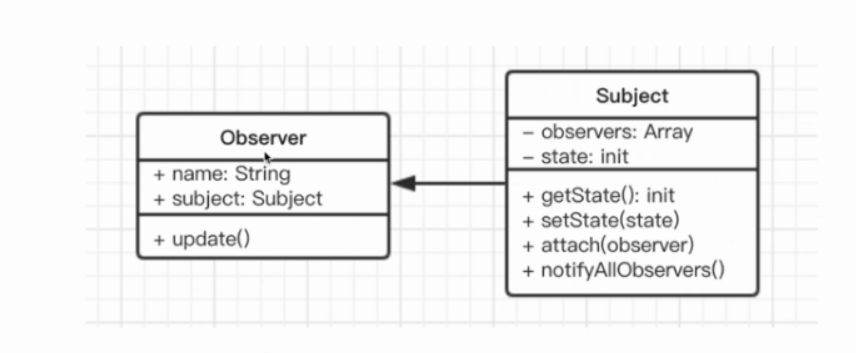 Observer
+ name: String
+ subject: Subject
+ update()
Subject
– observers: Array
– state: init
+ getState(): init
+ setState(state)
+ attach(observer)
+ notifyAllObservers()